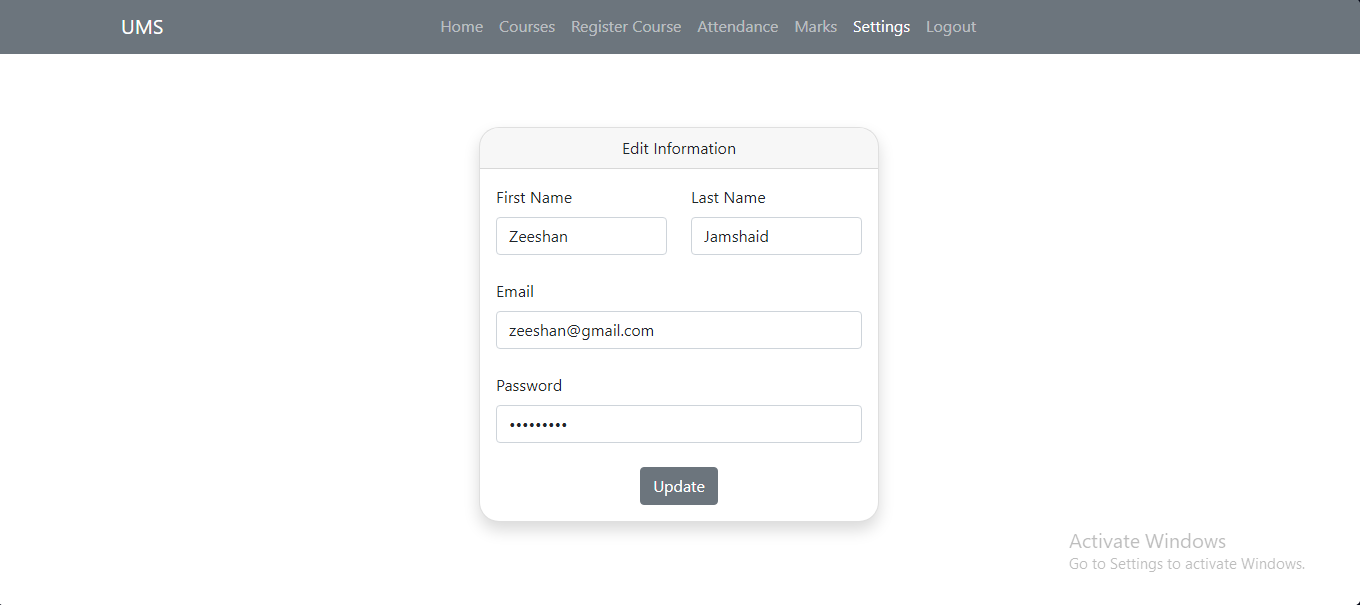 UMS Home Courses Register Course Attendance Marks Settings Logout
Edit Information
First Name Last Name
Zeeshan Jamshaid
Email
zeeshan@gmail.com
Password
•••••••••
Update
Activate Windows
Go to Settings to activate Windows.